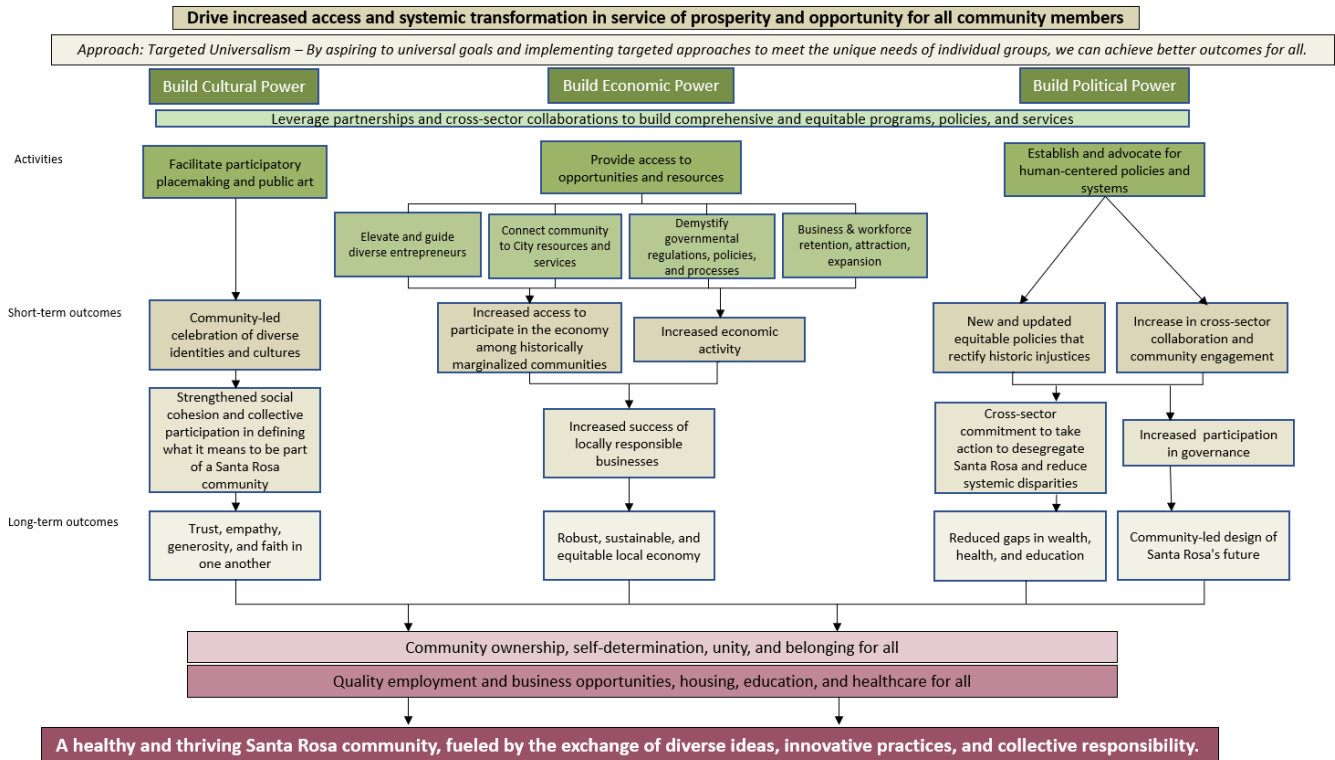 Drive increased access and systemic transformation in service of prosperity and opportunity for all community members
Approach: Targeted Universalism – By aspiring to universal goals and implementing targeted approaches to meet the unique needs of individual groups, we can achieve better outcomes for all.
Build Cultural Power
Build Economic Power
Build Political Power
Leverage partnerships and cross-sector collaborations to build comprehensive and equitable programs, policies, and services
Activities
Facilitate participatory
placemaking and public art
Provide access to
opportunities and resources
Establish and advocate for
human-centered policies and
systems
Elevate and guide
diverse entrepreneurs
Connect community
to City resources and
services
Demystify
governmental
regulations, policies,
and processes
Business & workforce
retention, attraction,
expansion
Short-term outcomes
Community-led
celebration of diverse
identities and cultures
Increased access to
participate in the economy
among historically
marginalized communities
Increased economic
activity
New and updated
equitable policies that
rectify historic injustices
Increase in cross-sector
collaboration and
community engagement
Strengthened social
cohesion and collective
participation in defining
what it means to be part
of a Santa Rosa
community
Increased success of
locally responsible
businesses
Cross-sector
commitment to take
action to desegregate
Santa Rosa and reduce
systemic disparities
Increased participation
in governance
Long-term outcomes
Trust, empathy,
generosity, and faith in
one another
Robust, sustainable, and
equitable local economy
Reduced gaps in wealth,
health, and education
Community-led design of
Santa Rosa's future
Community ownership, self-determination, unity, and belonging for all
Quality employment and business opportunities, housing, education, and healthcare for all
A healthy and thriving Santa Rosa community, fueled by the exchange of diverse ideas, innovative practices, and collective responsibility.